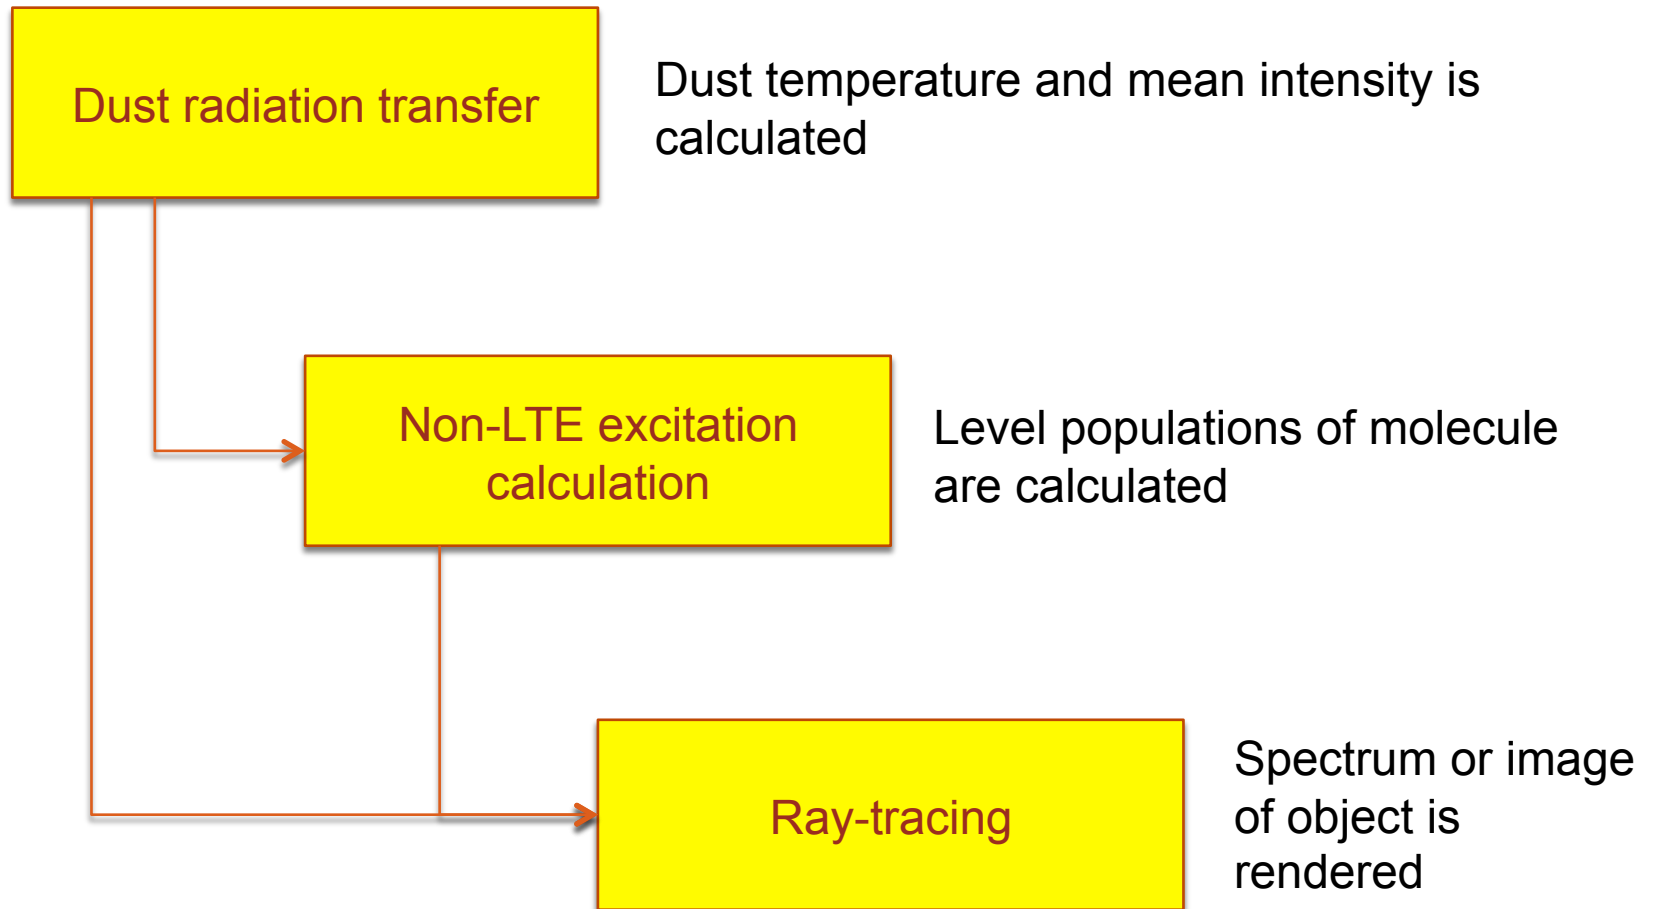 Dust radiation transfer
Dust temperature and mean intensity is
calculated
Non-LTE excitation
calculation
Level populations of molecule
are calculated
Ray-tracing
Spectrum or image
of object is
rendered